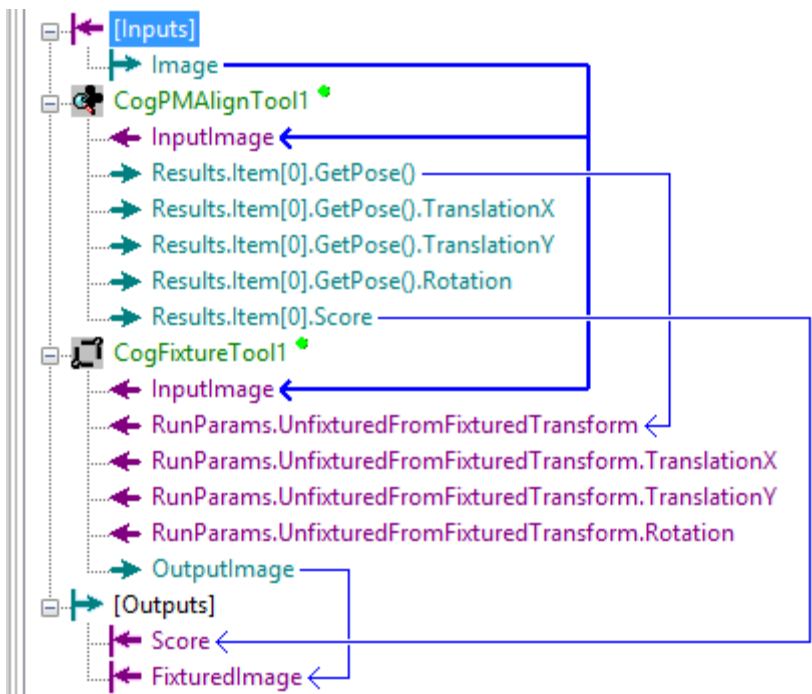 [Inputs]
Image
CogPMAlignTool1
InputImage
Results.Item[0].GetPose()
Results.Item[0].GetPose().TranslationX
Results.Item[0].GetPose().TranslationY
Results.Item[0].GetPose().Rotation
Results.Item[0].Score
CogFixtureTool1
InputImage
RunParams.UnfixturedFromFixturedTransform
RunParams.UnfixturedFromFixturedTransform.TranslationX
RunParams.UnfixturedFromFixturedTransform.TranslationY
RunParams.UnfixturedFromFixturedTransform.Rotation
OutputImage
[Outputs]
Score
FixturedImage